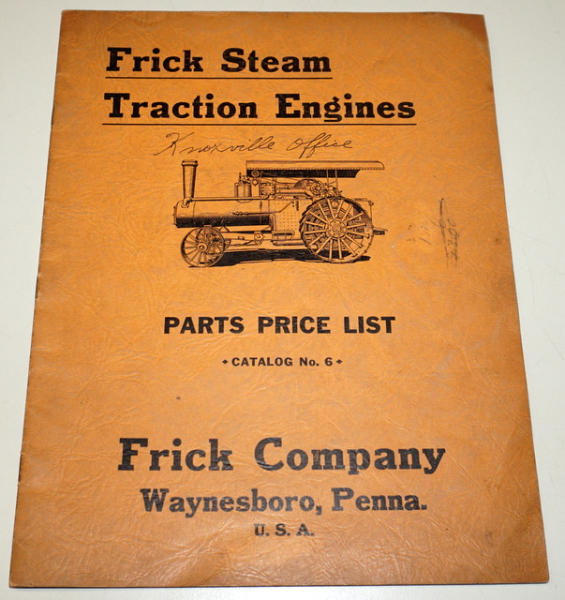 Frick Steam
Traction Engines
Knoxville Office
PARTS PRICE LIST
CATALOG No. 6
Frick Company
Waynesboro, Penna.
U. S. A.